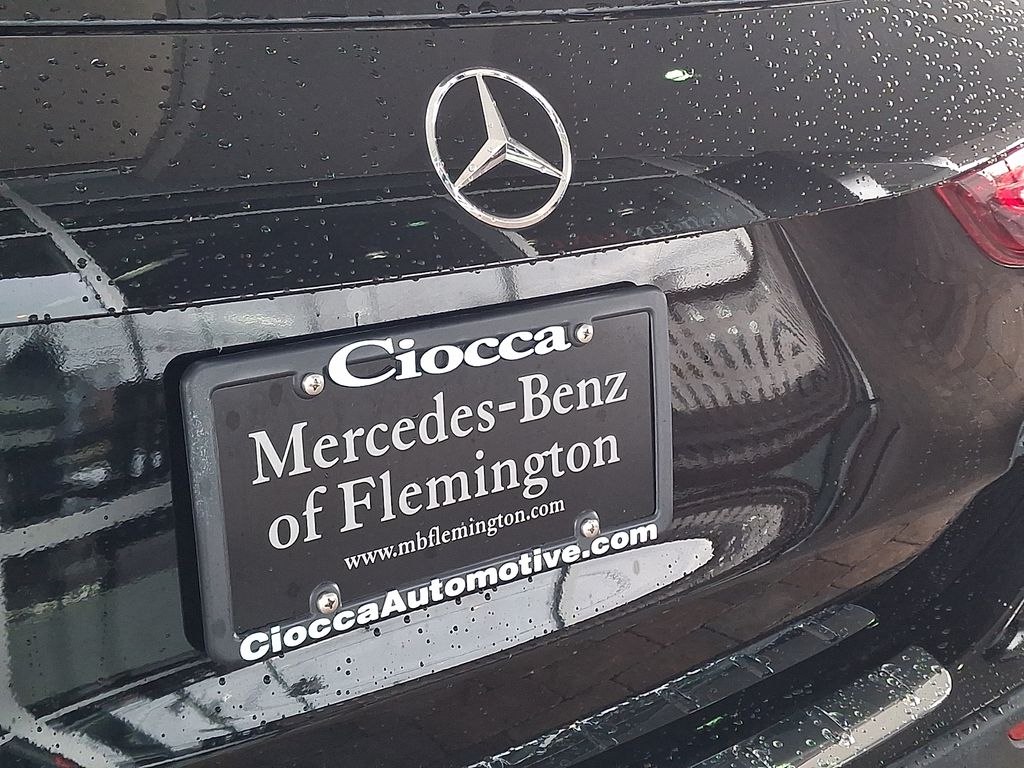 Ciocca
Mercedes-Benz
of Flemington
www.mbflemington.com
CioccaAutomotive.com